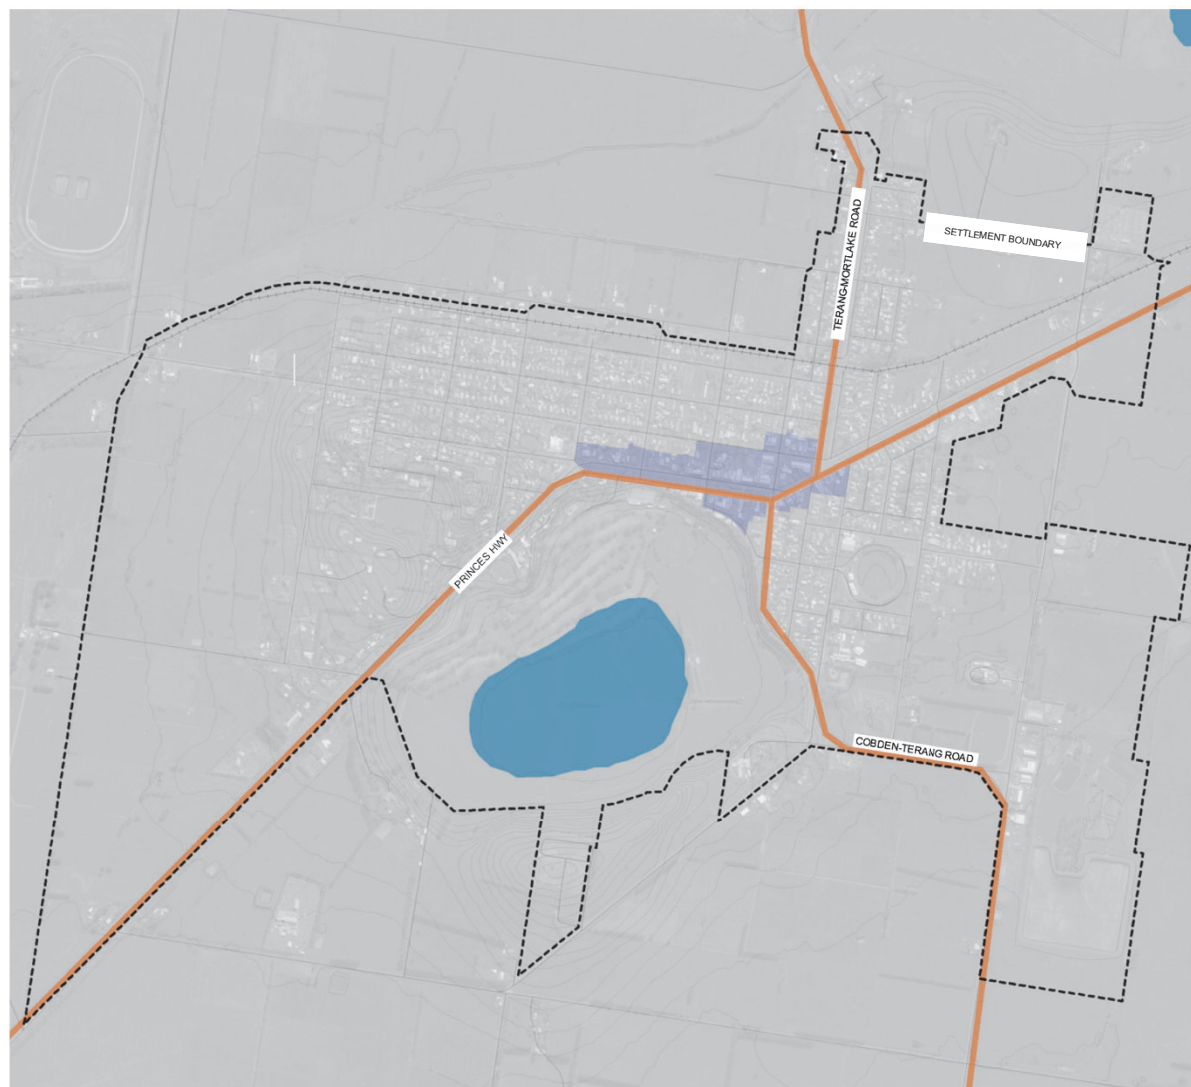 TERANG-MORTLAKE ROAD
SETTLEMENT BOUNDARY
PRINCES HWY
COBDEN-TERANG ROAD